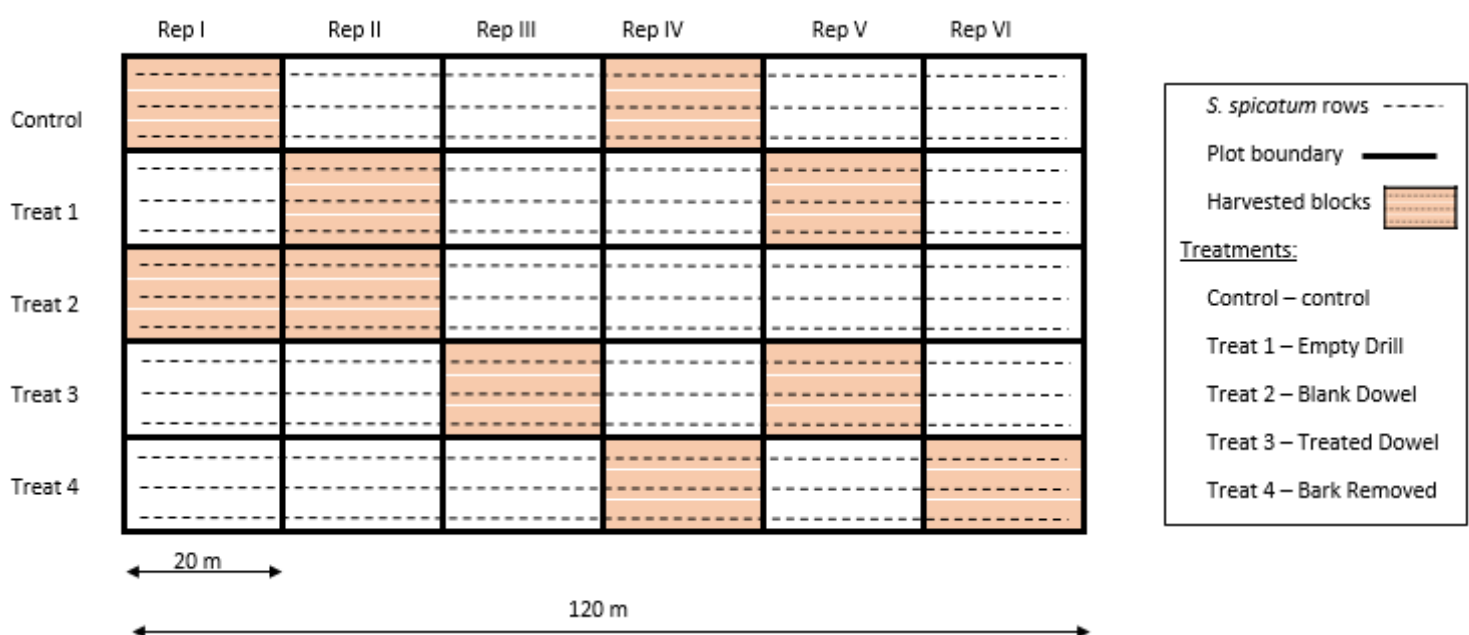 Rep I Rep II Rep III Rep IV Rep V Rep VI
Control
Treat 1
Treat 2
Treat 3
Treat 4
20 m
120 m
S. spicatum rows
Plot boundary
Harvested blocks
Treatments:
Control – control
Treat 1 – Empty Drill
Treat 2 – Blank Dowel
Treat 3 – Treated Dowel
Treat 4 – Bark Removed